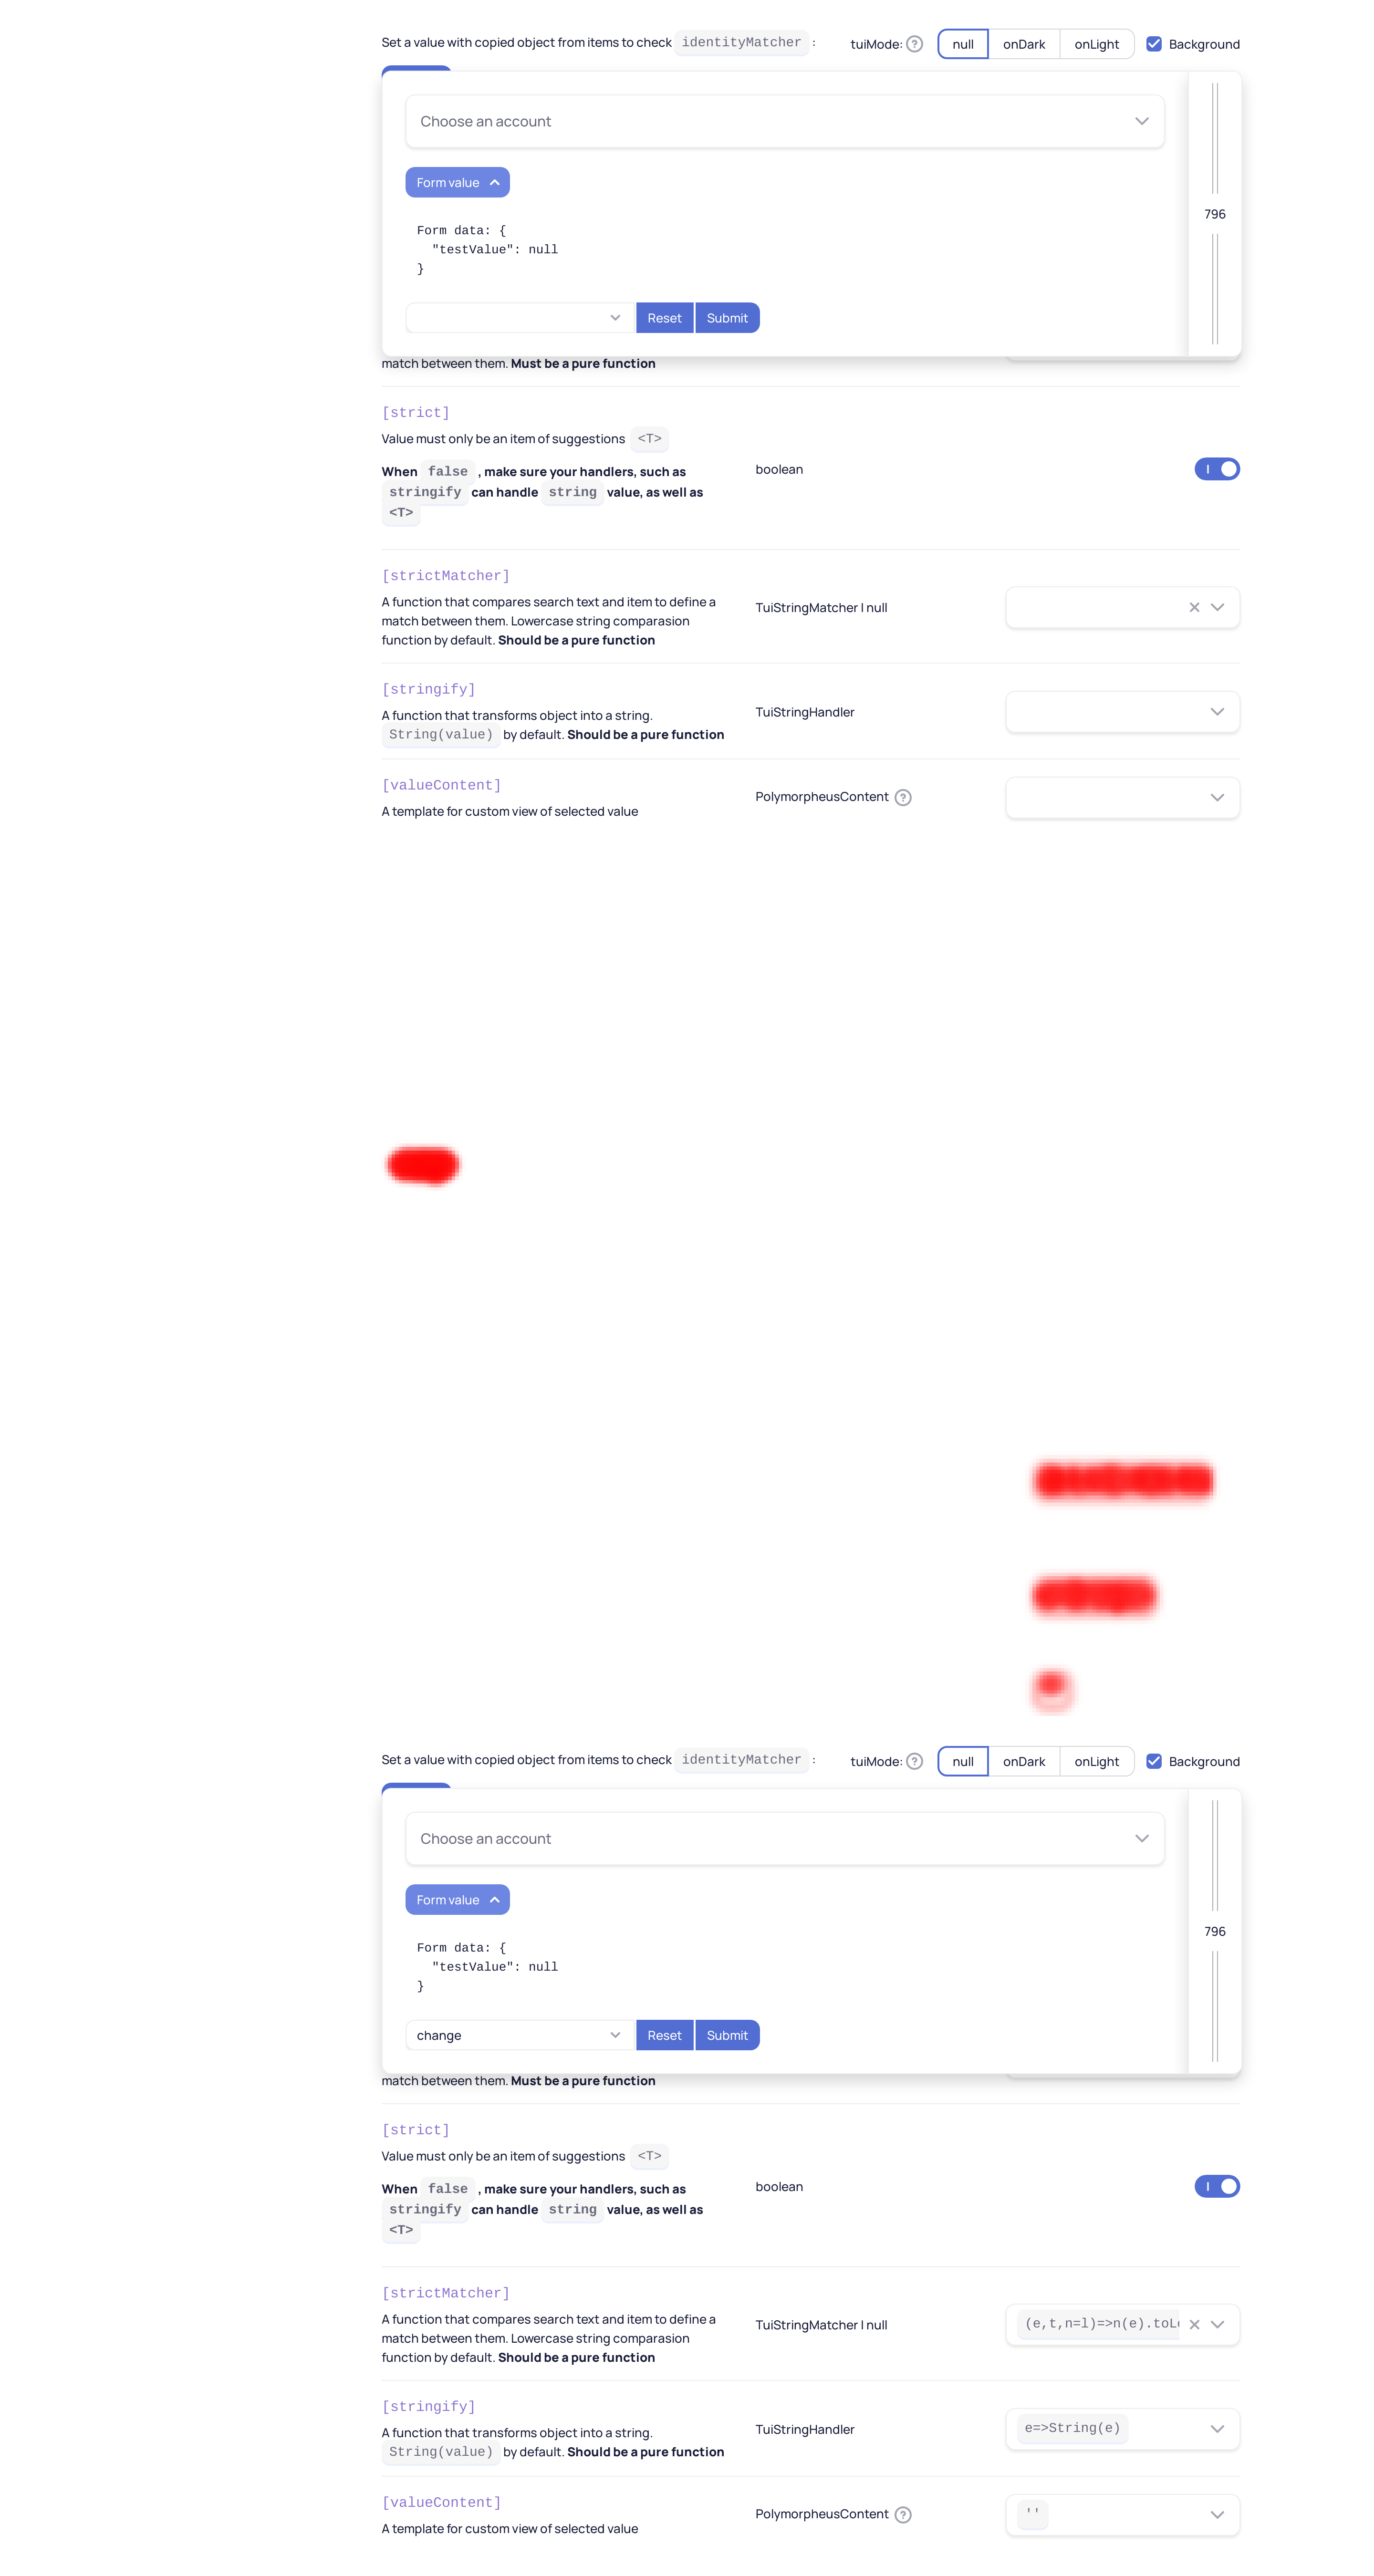 Set a value with copied object from items to check identityMatcher :
tuiMode: ? null onDark onLight Background
Choose an account
Form value
796
Form data: {
"testValue": null
}
Reset Submit
match between them. Must be a pure function
[strict]
Value must only be an item of suggestions <T>
When false , make sure your handlers, such as
stringify can handle string value, as well as
<T>
boolean
[strictMatcher]
A function that compares search text and item to define a
match between them. Lowercase string comparasion
function by default. Should be a pure function
TuiStringMatcher | null
[stringify]
A function that transforms object into a string.
String(value) by default. Should be a pure function
TuiStringHandler
[valueContent]
A template for custom view of selected value
PolymorpheusContent ?
Set a value with copied object from items to check identityMatcher :
tuiMode: ? null onDark onLight Background
Choose an account
Form value
796
Form data: {
"testValue": null
}
change Reset Submit
match between them. Must be a pure function
[strict]
Value must only be an item of suggestions <T>
When false , make sure your handlers, such as
stringify can handle string value, as well as
<T>
boolean
[strictMatcher]
A function that compares search text and item to define a
match between them. Lowercase string comparasion
function by default. Should be a pure function
TuiStringMatcher | null
(e,t,n=l)=>n(e).toL
[stringify]
A function that transforms object into a string.
String(value) by default. Should be a pure function
TuiStringHandler
e=>String(e)
[valueContent]
A template for custom view of selected value
PolymorpheusContent ?
''